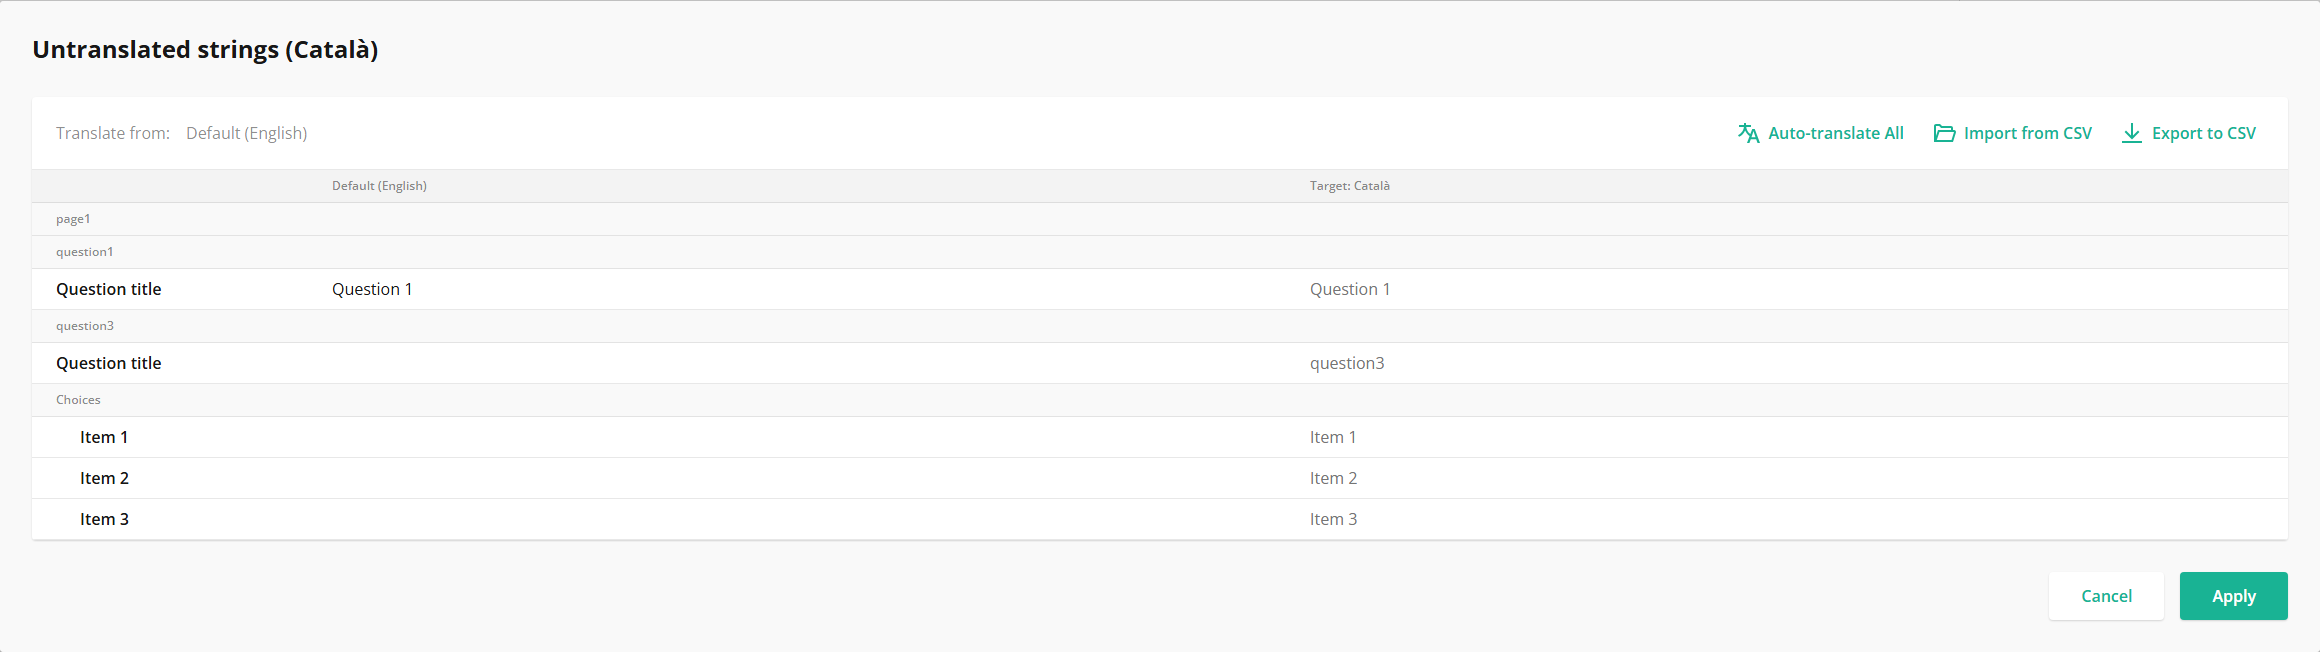 Untranslated strings (Català)
Translate from: Default (English) Auto-translate All Import from CSV Export to CSV
Default (English) Target: Català
page1
question1
Question title Question 1 Question 1
question3
Question title question3
Choices
Item 1 Item 1
Item 2 Item 2
Item 3 Item 3
Cancel Apply